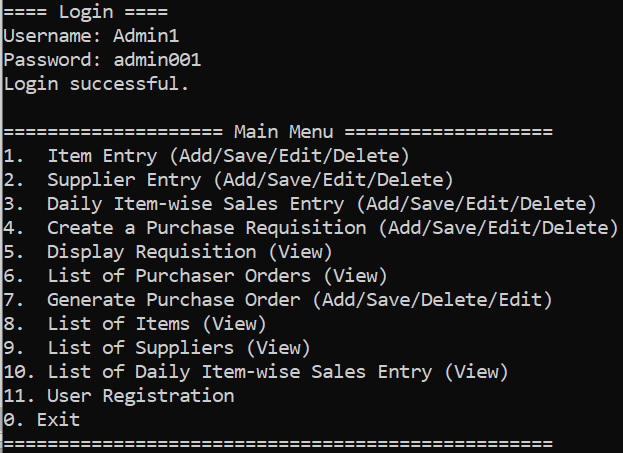 ==== Login ====
Username: Admin1
Password: admin001
Login successful.
==================== Main Menu ===================
1.  Item Entry (Add/Save/Edit/Delete)
2.  Supplier Entry (Add/Save/Edit/Delete)
3.  Daily Item-wise Sales Entry (Add/Save/Edit/Delete)
4.  Create a Purchase Requisition (Add/Save/Edit/Delete)
5.  Display Requisition (View)
6.  List of Purchaser Orders (View)
7.  Generate Purchase Order (Add/Save/Delete/Edit)
8.  List of Items (View)
9.  List of Suppliers (View)
10. List of Daily Item-wise Sales Entry (View)
11. User Registration
0. Exit
==================================================